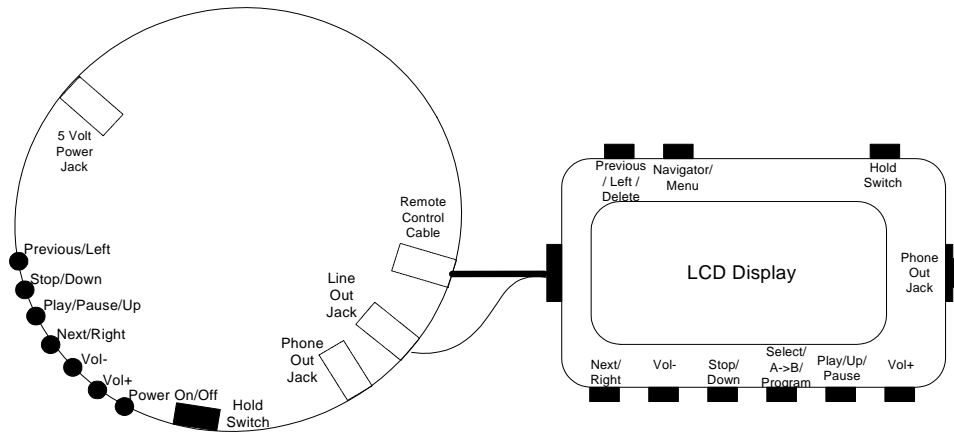 5 Volt
Power
Jack
Remote
Control
Cable
Previous/Left
Stop/Down
Play/Pause/Up
Next/Right
Vol-
Vol+
Power On/Off
Hold
Switch
Line
Out
Jack
Phone
Out
Jack
Previous
/ Left /
Delete
Navigator/
Menu
Hold
Switch
LCD Display
Phone
Out
Jack
Next/
Right
Vol-
Stop/
Down
Select/
A->B/
Program
Play/Up/
Pause
Vol+